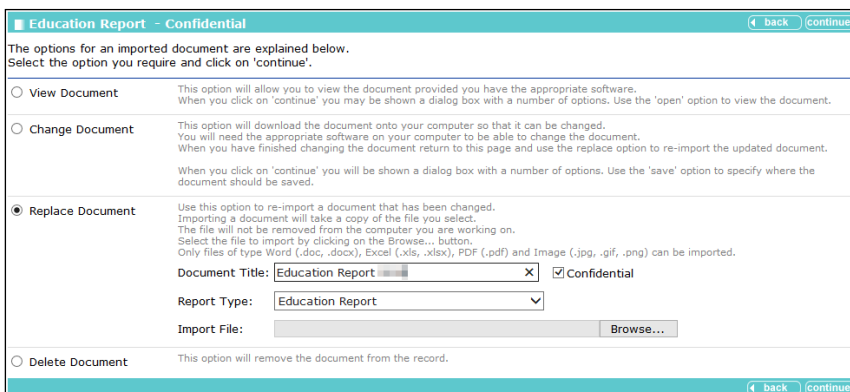 Education Report - Confidential
back
continue
The options for an imported document are explained below.
Select the option you require and click on 'continue'.
View Document
This option will allow you to view the document provided you have the appropriate software.
When you click on 'continue' you may be shown a dialog box with a number of options. Use the 'open' option to view the document.
Change Document
This option will download the document onto your computer so that it can be changed.
You will need the appropriate software on your computer to be able to change the document.
When you have finished changing the document return to this page and use the replace option to re-import the updated document.
When you click on 'continue' you will be shown a dialog box with a number of options. Use the 'save' option to specify where the
document should be saved.
Replace Document
Use this option to re-import a document that has been changed.
Importing a document will take a copy of the file you select.
The file will not be removed from the computer you are working on.
Select the file to import by clicking on the Browse... button.
Only files of type Word (.doc, .docx), Excel (.xls, .xlsx), PDF (.pdf) and Image (.jpg, .gif, .png) can be imported.
Document Title: Education Report
Confidential
Report Type: Education Report
Import File: Browse...
Delete Document
This option will remove the document from the record.
back
continue